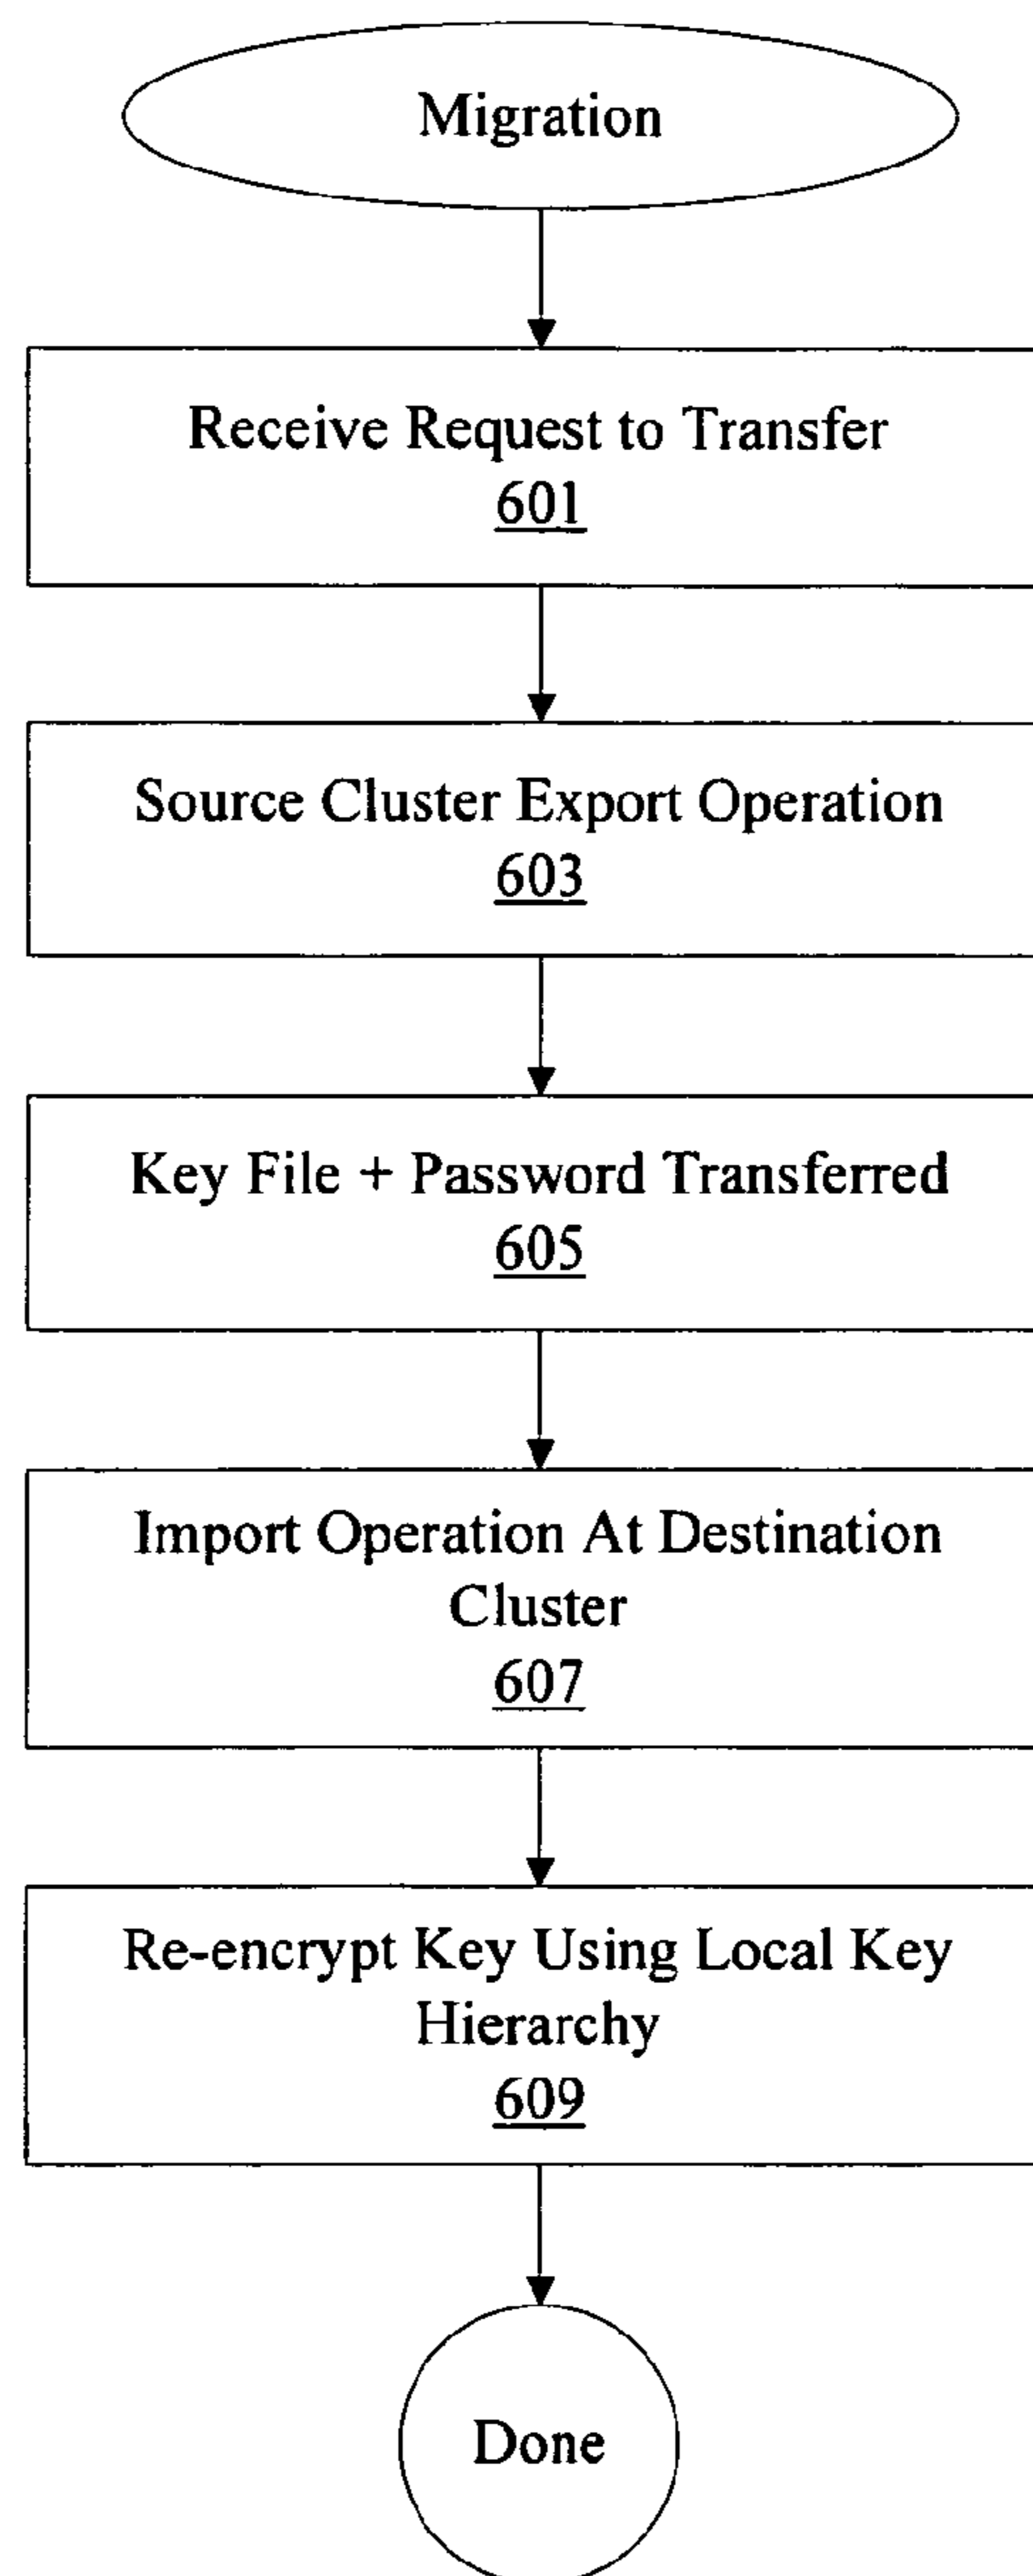 Migration
Receive Request to Transfer
601
Source Cluster Export Operation
603
Key File + Password Transferred
605
Import Operation At Destination
Cluster
607
Re-encrypt Key Using Local Key
Hierarchy
609
Done